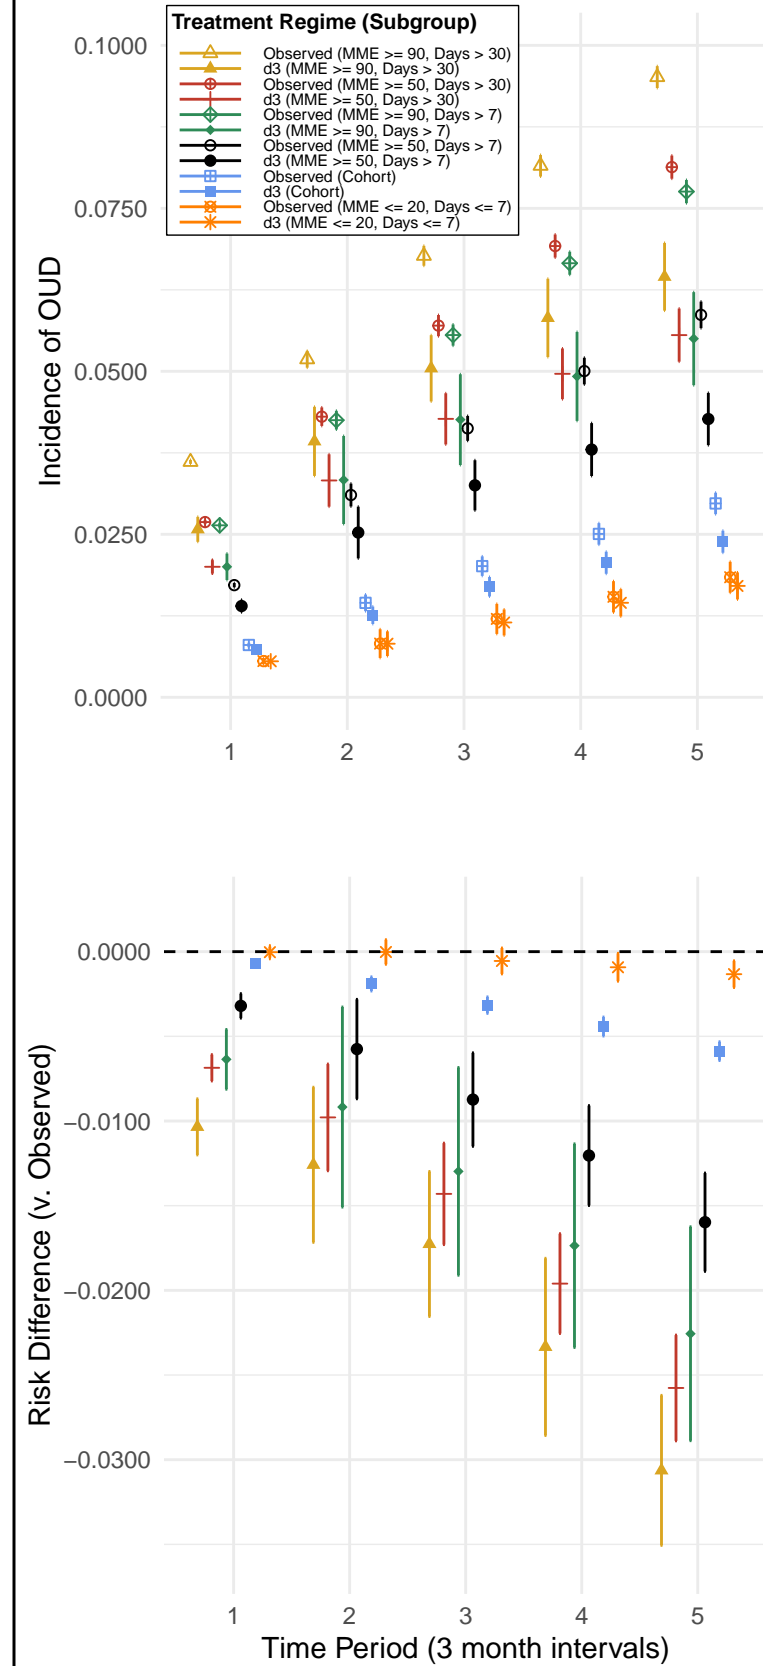 Treatment Regime (Subgroup)
Observed (MME >= 90, Days > 30)
d3 (MME >= 90, Days > 30)
Observed (MME >= 50, Days > 30)
d3 (MME >= 50, Days > 30)
Observed (MME >= 90, Days > 7)
d3 (MME >= 90, Days > 7)
Observed (MME >= 50, Days > 7)
d3 (MME >= 50, Days > 7)
Observed (Cohort)
d3 (Cohort)
Observed (MME <= 20, Days <= 7)
d3 (MME <= 20, Days <= 7)
Incidence of OUD
0.1000
0.0750
0.0500
0.0250
0.0000
1 2 3 4 5
Risk Difference (v. Observed)
0.0000
−0.0100
−0.0200
−0.0300
1 2 3 4 5
Time Period (3 month intervals)